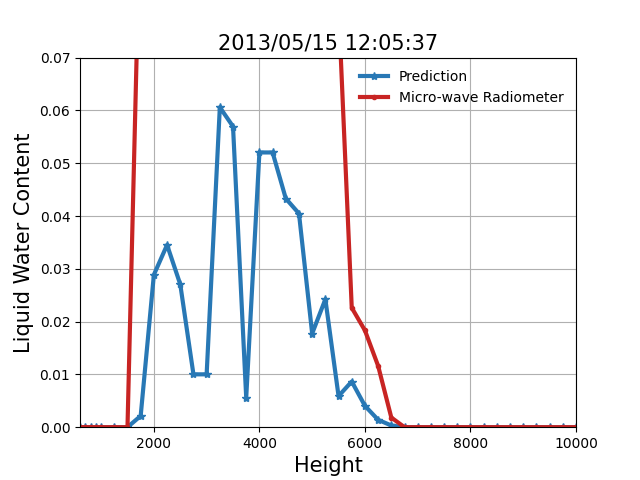 2013/05/15 12:05:37
Prediction
Micro-wave Radiometer
Liquid Water Content
0.07
0.06
0.05
0.04
0.03
0.02
0.01
0.00
2000 4000 6000 8000 10000
Height